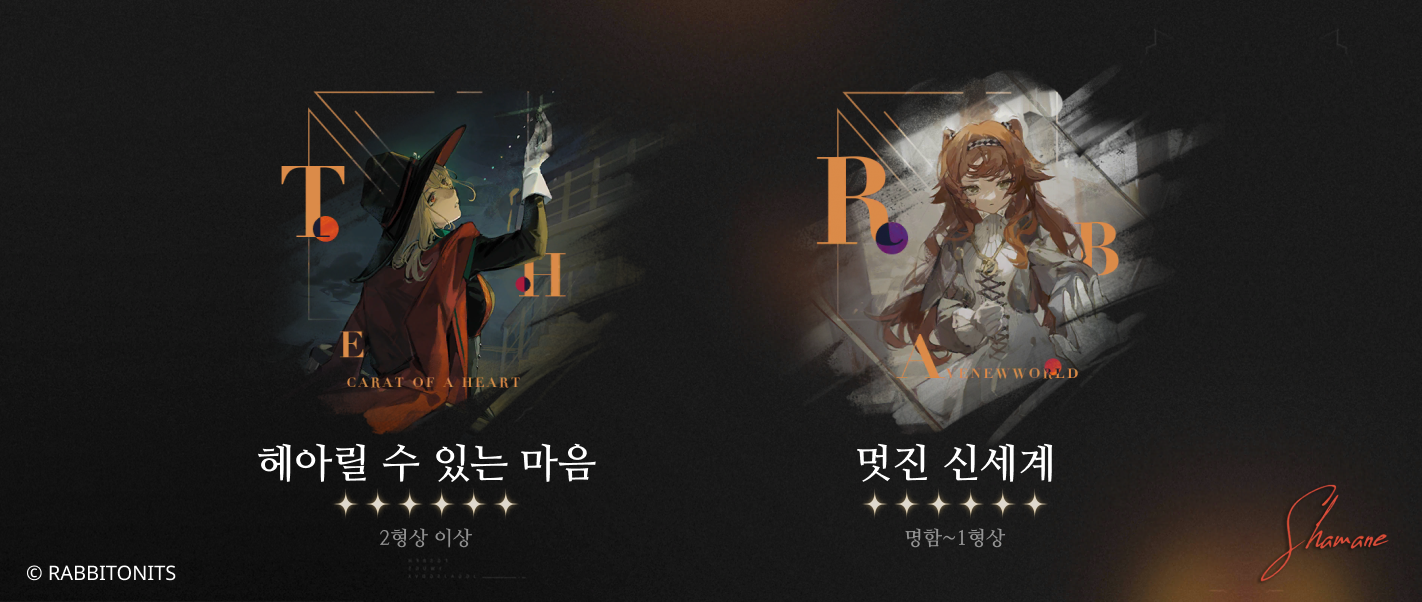 T
H
E
CARAT OF A HEART
헤아릴 수 있는 마음
2형상 이상
R
B
A
멋진 신세계
명함~1형상
Shamane
© RABBITONITS